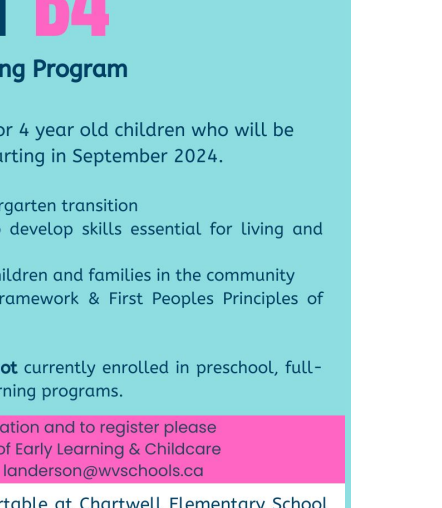 B4
ng Program
or 4 year old children who will be
arting in September 2024.
rgarten transition
develop skills essential for living and
hildren and families in the community
ramework & First Peoples Principles of
ot currently enrolled in preschool, full-
rning programs.
ation and to register please
of Early Learning & Childcare
landerson@wvschools.ca
rtable at Chartwell Elementary School